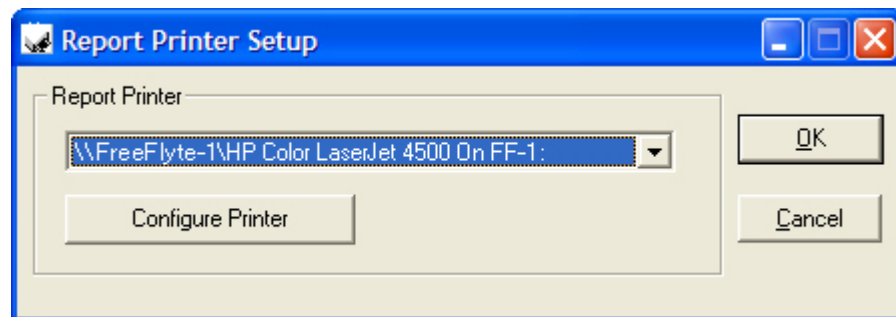 Report Printer Setup
Report Printer
\\FreeFlyte-1\HP Color LaserJet 4500 On FF-1:
OK
Configure Printer
Cancel